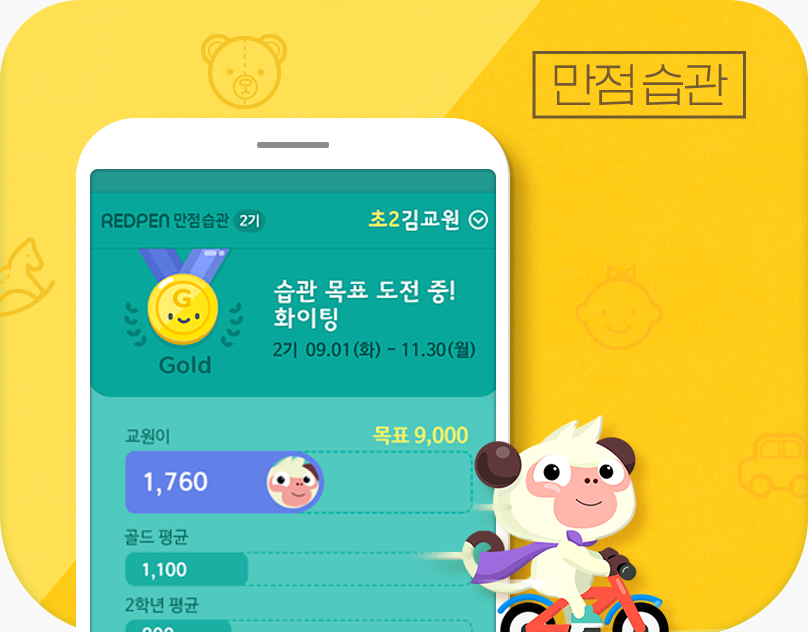 만점습관
REDPEN 만점습관 2기
초2김교원
G
습관 목표 도전 중!
화이팅
Gold
2기 09.01(화) - 11.30(월)
교원이
목표 9,000
1,760
골드 평균
1,100
2학년 평균